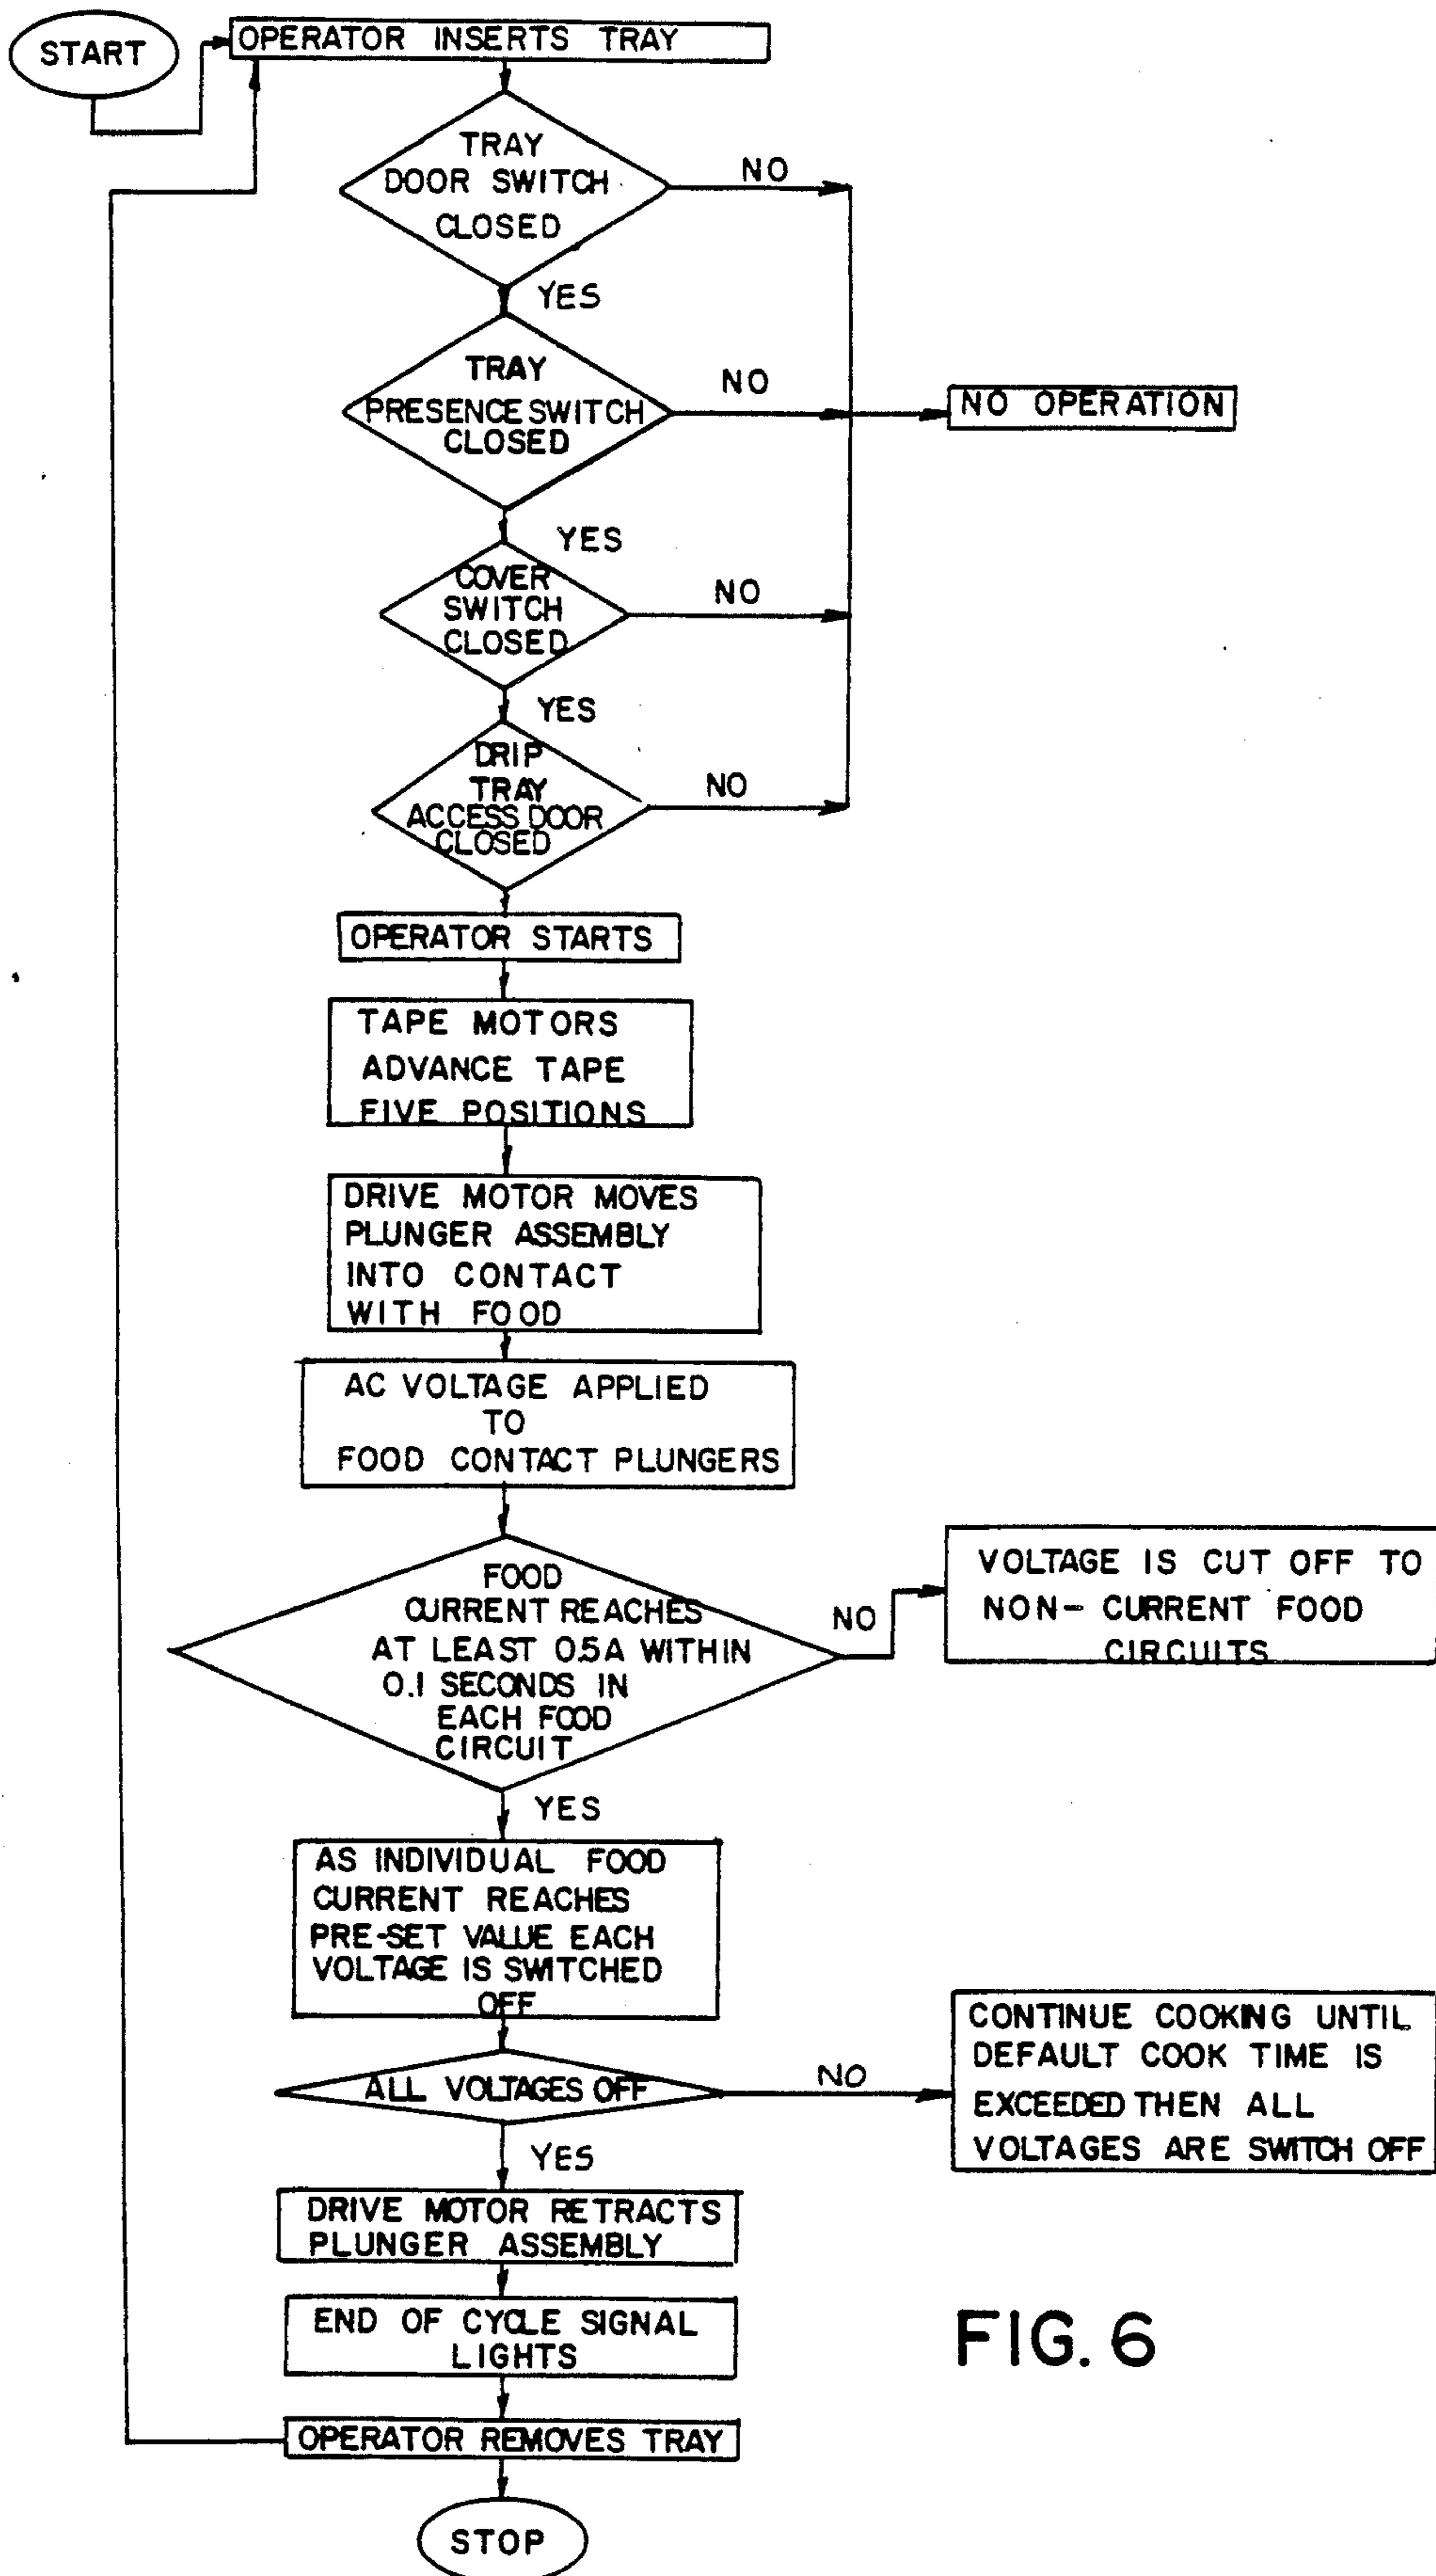 START
OPERATOR INSERTS TRAY
TRAY
DOOR SWITCH
CLOSED
NO
YES
TRAY
PRESENCE SWITCH
CLOSED
NO
NO OPERATION
YES
COVER
SWITCH
CLOSED
NO
YES
DRIP
TRAY
ACCESS DOOR
CLOSED
NO
OPERATOR STARTS
TAPE MOTORS
ADVANCE TAPE
FIVE POSITIONS
DRIVE MOTOR MOVES
PLUNGER ASSEMBLY
INTO CONTACT
WITH FOOD
AC VOLTAGE APPLIED
TO
FOOD CONTACT PLUNGERS
FOOD
CURRENT REACHES
AT LEAST 0.5A WITHIN
0.1 SECONDS IN
EACH FOOD
CIRCUIT
NO
VOLTAGE IS CUT OFF TO
NON- CURRENT FOOD
CIRCUITS
YES
AS INDIVIDUAL FOOD
CURRENT REACHES
PRE-SET VALUE EACH
VOLTAGE IS SWITCHED
OFF
ALL VOLTAGES OFF
NO
CONTINUE COOKING UNTIL
DEFAULT COOK TIME IS
EXCEEDED THEN ALL
VOLTAGES ARE SWITCH OFF
YES
DRIVE MOTOR RETRACTS
PLUNGER ASSEMBLY
END OF CYCLE SIGNAL
LIGHTS
OPERATOR REMOVES TRAY
STOP
FIG. 6